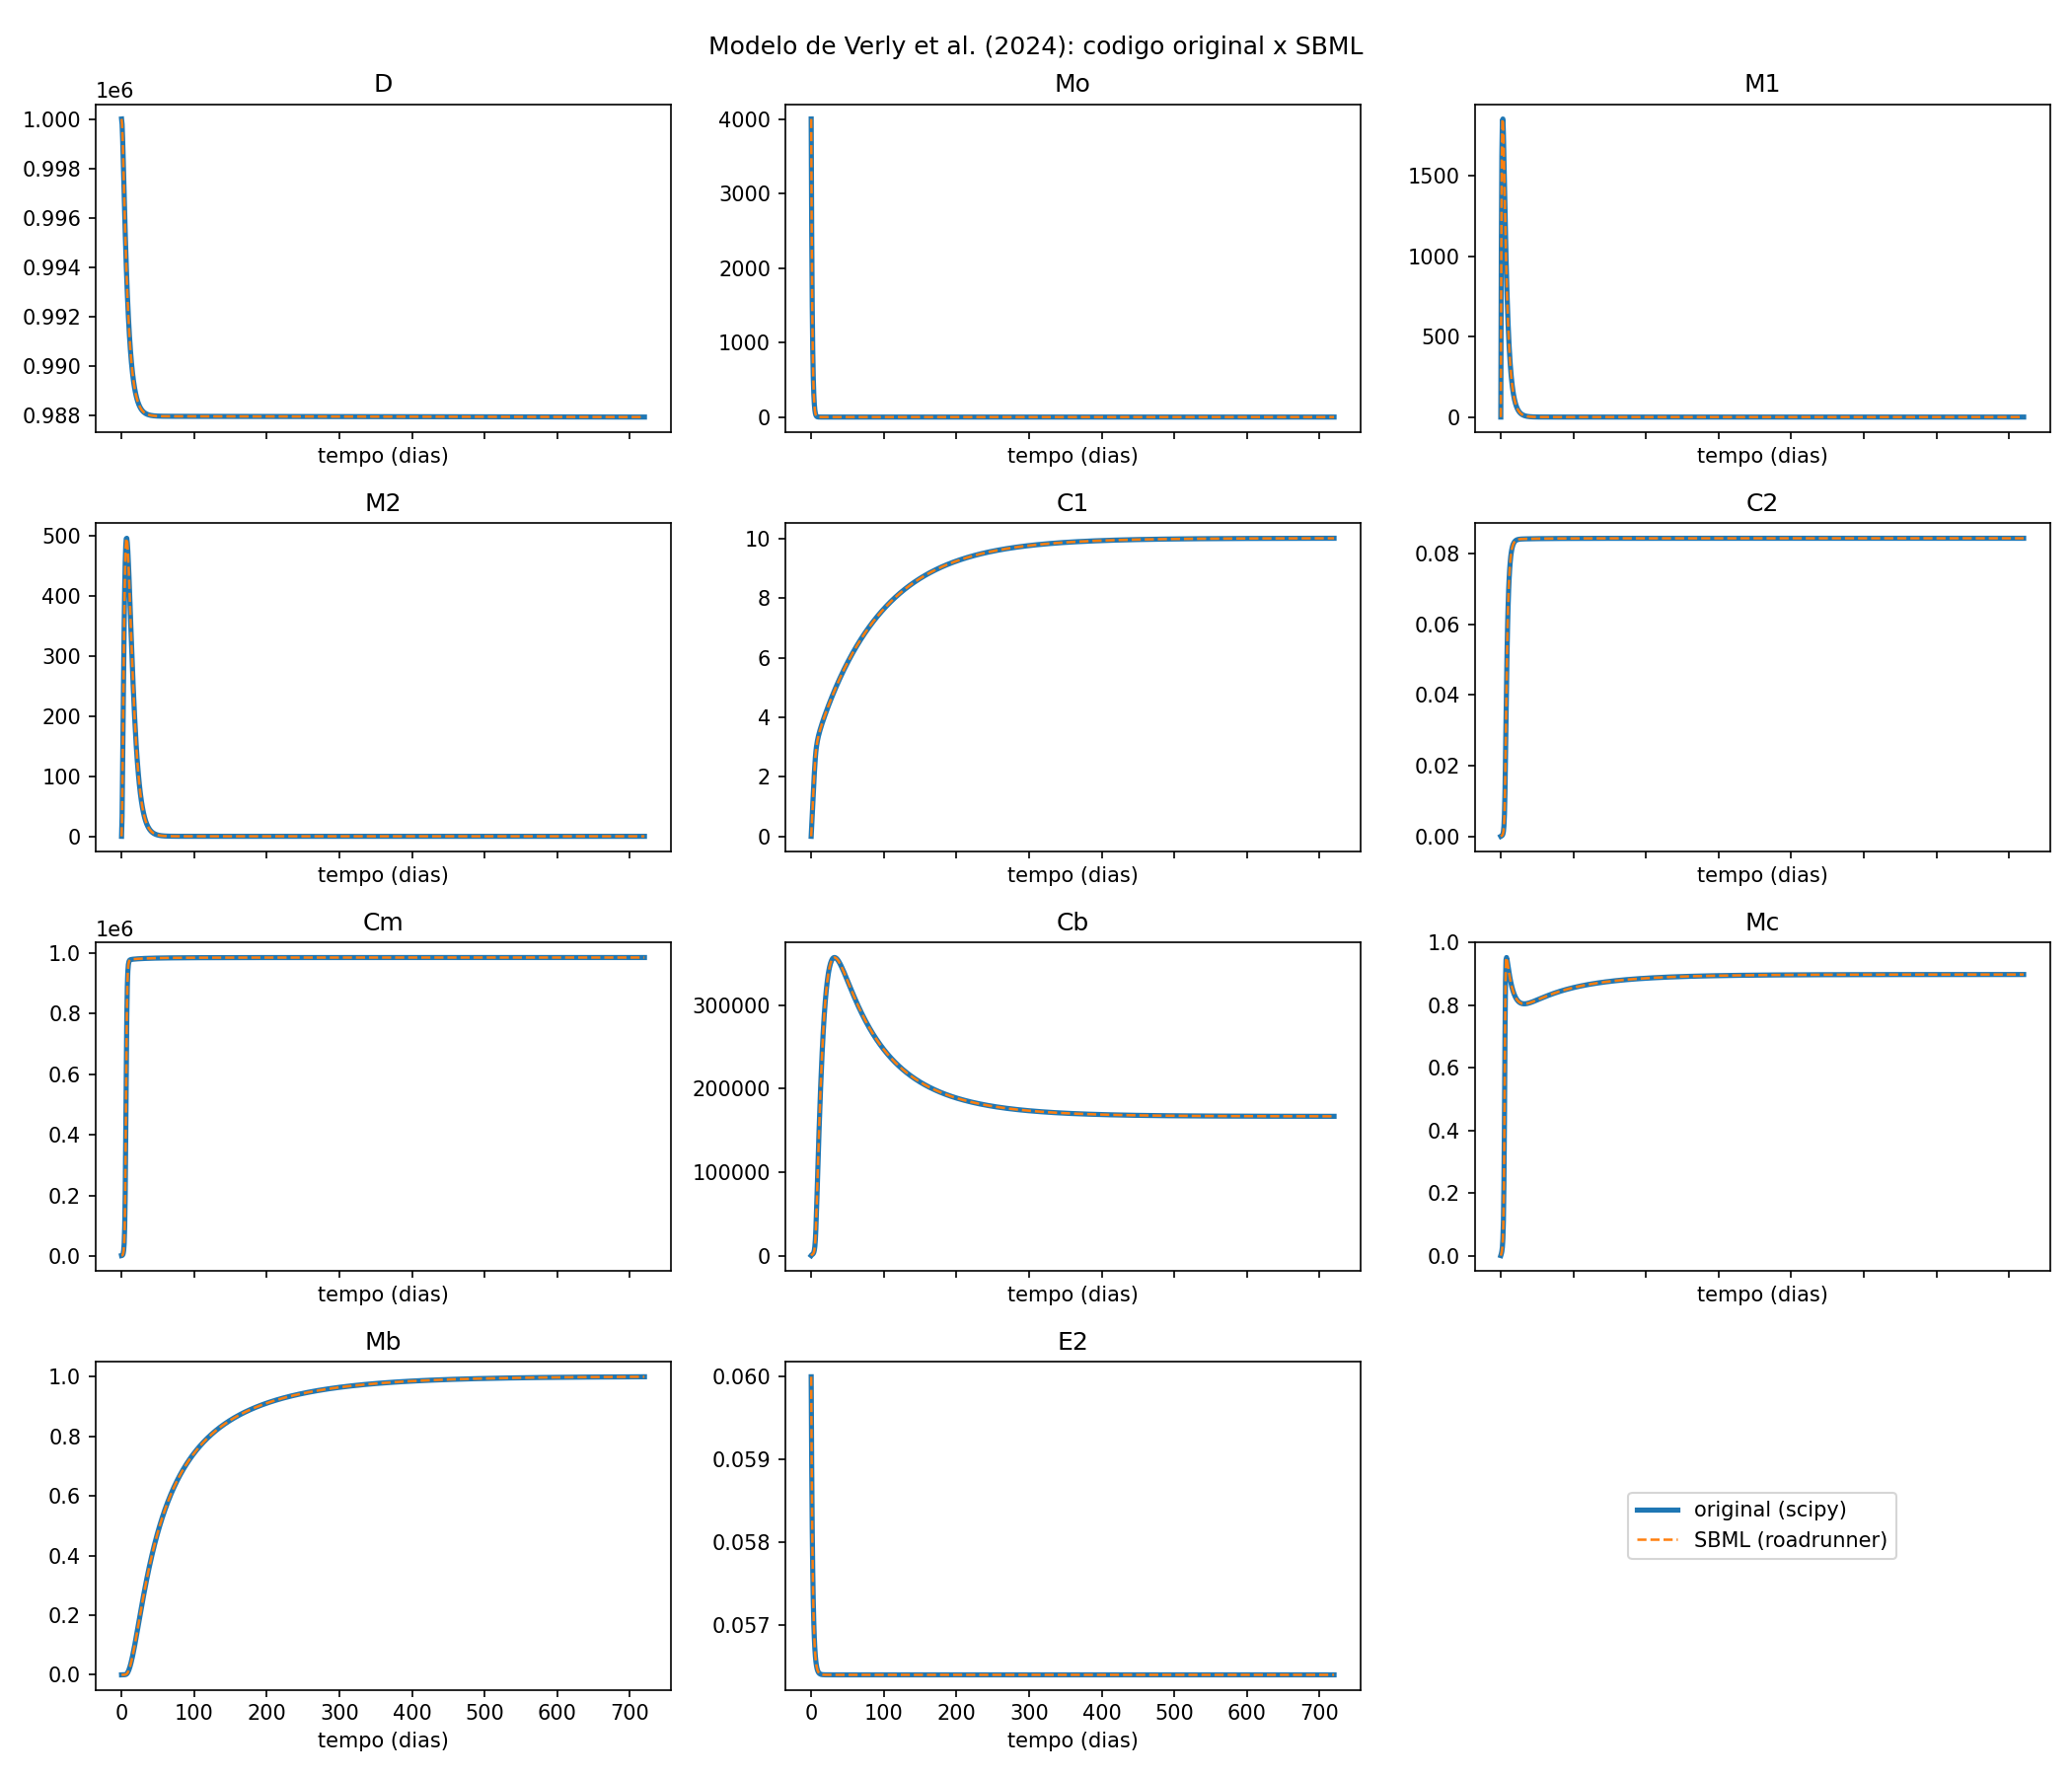 Modelo de Verly et al. (2024): codigo original x SBML
D
1e6
1.000
0.998
0.996
0.994
0.992
0.990
0.988
tempo (dias)
Mo
4000
3000
2000
1000
0
tempo (dias)
M1
1500
1000
500
0
tempo (dias)
M2
500
400
300
200
100
0
tempo (dias)
C1
10
8
6
4
2
0
tempo (dias)
C2
0.08
0.06
0.04
0.02
0.00
tempo (dias)
Cm
1e6
1.0
0.8
0.6
0.4
0.2
0.0
tempo (dias)
Cb
300000
200000
100000
0
tempo (dias)
Mc
1.0
0.8
0.6
0.4
0.2
0.0
tempo (dias)
Mb
1.0
0.8
0.6
0.4
0.2
0.0
0 100 200 300 400 500 600 700
tempo (dias)
E2
0.060
0.059
0.058
0.057
0 100 200 300 400 500 600 700
tempo (dias)
original (scipy)
SBML (roadrunner)